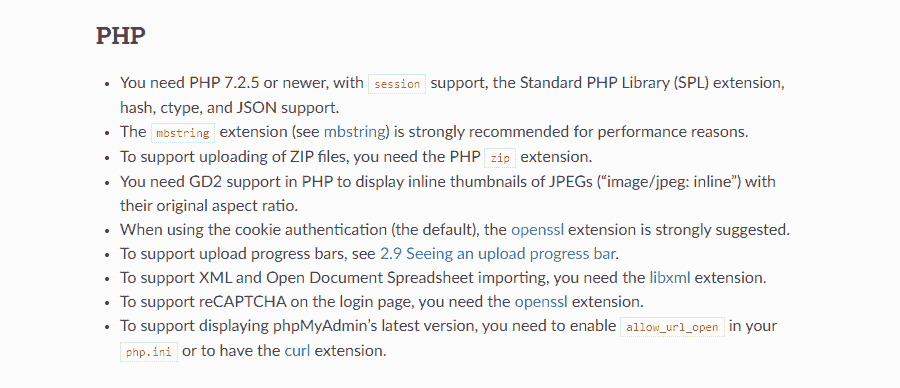 PHP
• You need PHP 7.2.5 or newer, with session support, the Standard PHP Library (SPL) extension,
hash, ctype, and JSON support.
• The mbstring extension (see mbstring) is strongly recommended for performance reasons.
• To support uploading of ZIP files, you need the PHP zip extension.
• You need GD2 support in PHP to display inline thumbnails of JPEGs (“image/jpeg: inline”) with
their original aspect ratio.
• When using the cookie authentication (the default), the openssl extension is strongly suggested.
• To support upload progress bars, see 2.9 Seeing an upload progress bar.
• To support XML and Open Document Spreadsheet importing, you need the libxml extension.
• To support reCAPTCHA on the login page, you need the openssl extension.
• To support displaying phpMyAdmin’s latest version, you need to enable allow_url_open in your
php.ini or to have the curl extension.